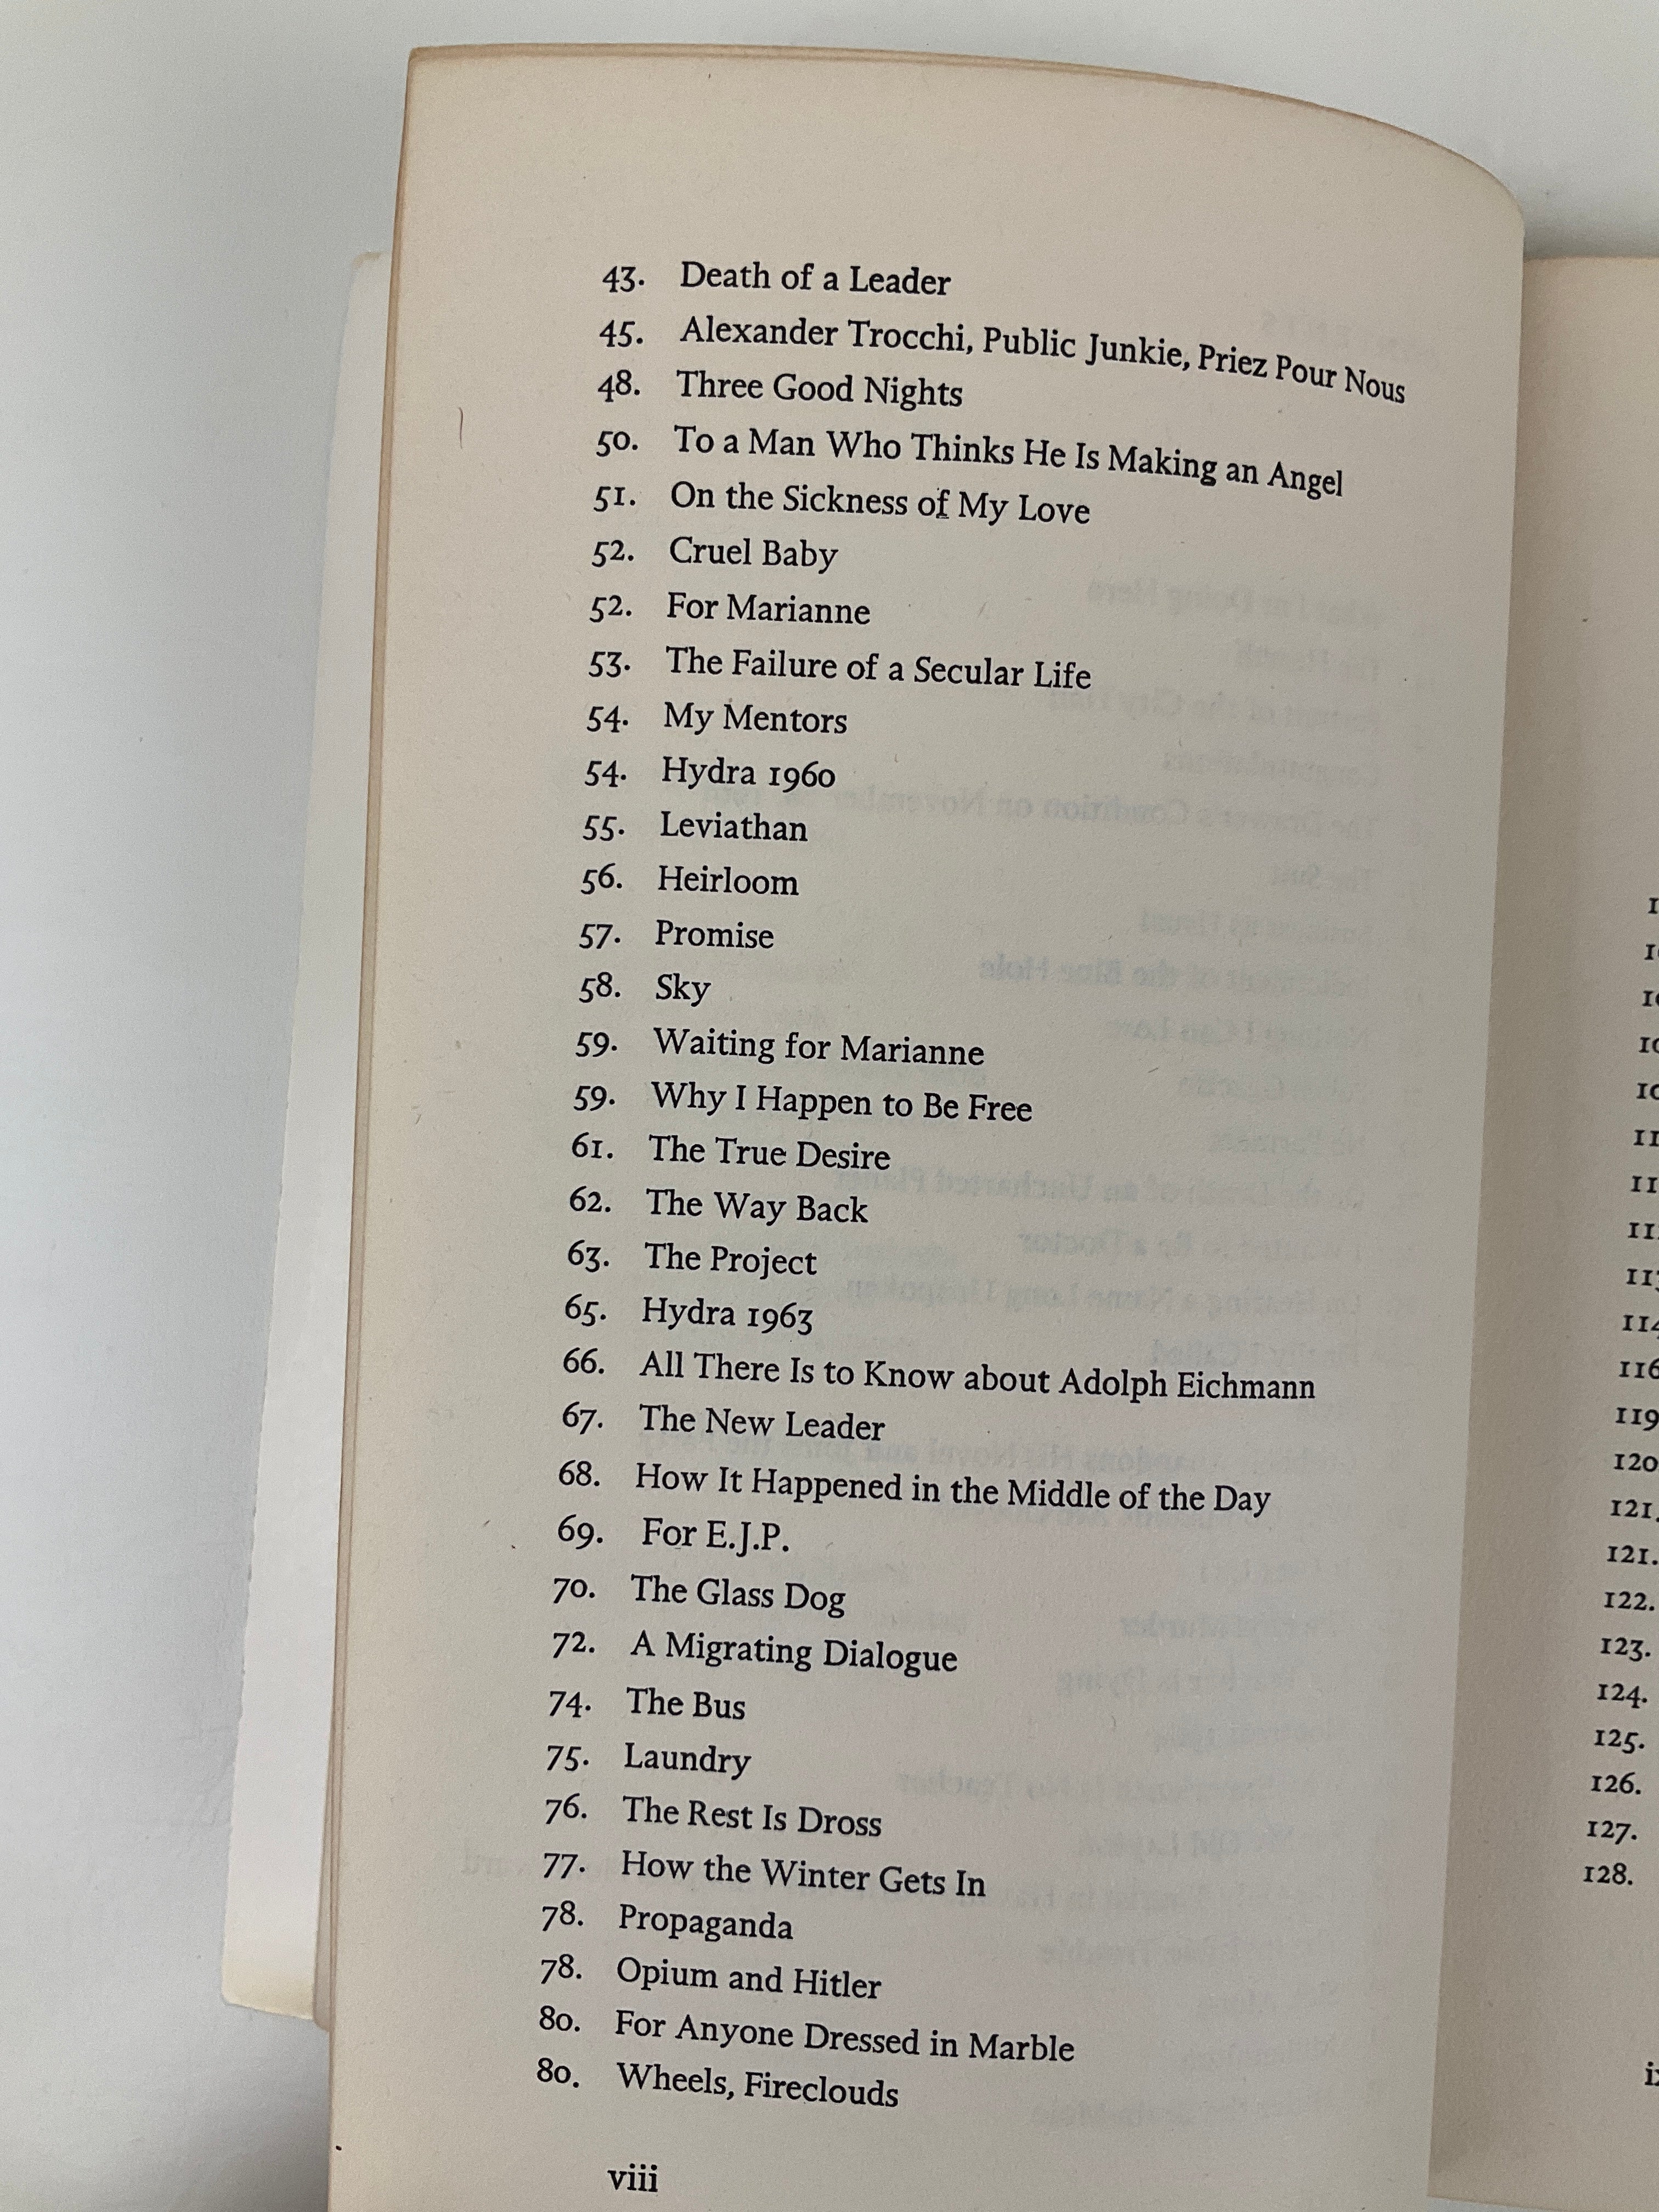 43. Death of a Leader
45. Alexander Trocchi, Public Junkie, Priez Pour Nous
48. Three Good Nights
50. To a Man Who Thinks He Is Making an Angel
51. On the Sickness of My Love
52. Cruel Baby
52. For Marianne
53. The Failure of a Secular Life
54. My Mentors
54. Hydra 1960
55. Leviathan
56. Heirloom
57. Promise
58. Sky
59. Waiting for Marianne
59. Why I Happen to Be Free
61. The True Desire
62. The Way Back
63. The Project
65. Hydra 1963
66. All There Is to Know about Adolph Eichmann
67. The New Leader
68. How It Happened in the Middle of the Day
69. For E.J.P.
70. The Glass Dog
72. A Migrating Dialogue
74. The Bus
75. Laundry
76. The Rest Is Dross
77. How the Winter Gets In
78. Propaganda
78. Opium and Hitler
80. For Anyone Dressed in Marble
80. Wheels, Fireclouds
viii
114
116
119
120
121.
121.
122.
123.
124.
125.
126.
127.
128.